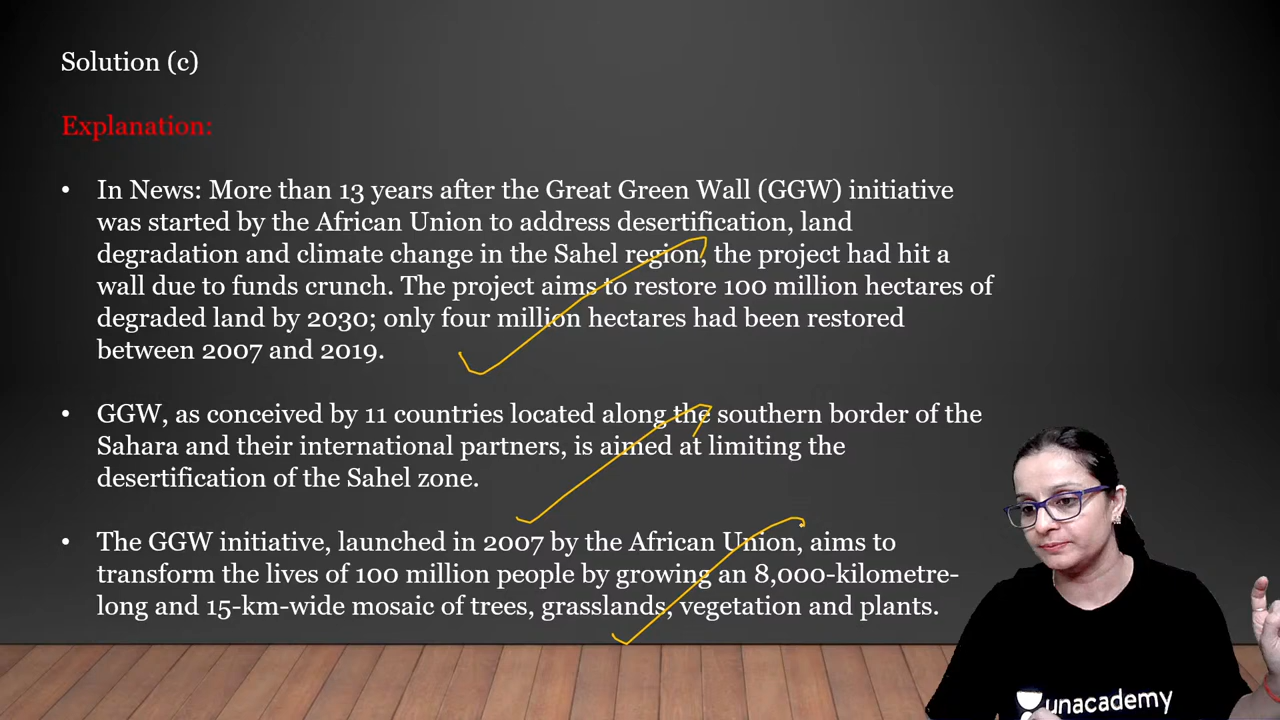 Solution (c)
Explanation:
• In News: More than 13 years after the Great Green Wall (GGW) initiative
was started by the African Union to address desertification, land
degradation and climate change in the Sahel region, the project had hit a
wall due to funds crunch. The project aims to restore 100 million hectares of
degraded land by 2030; only four million hectares had been restored
between 2007 and 2019.
• GGW, as conceived by 11 countries located along the southern border of the
Sahara and their international partners, is aimed at limiting the
desertification of the Sahel zone.
• The GGW initiative, launched in 2007 by the African Union, aims to
transform the lives of 100 million people by growing an 8,000-kilometre-
long and 15-km-wide mosaic of trees, grasslands, vegetation and plants.
unacademy